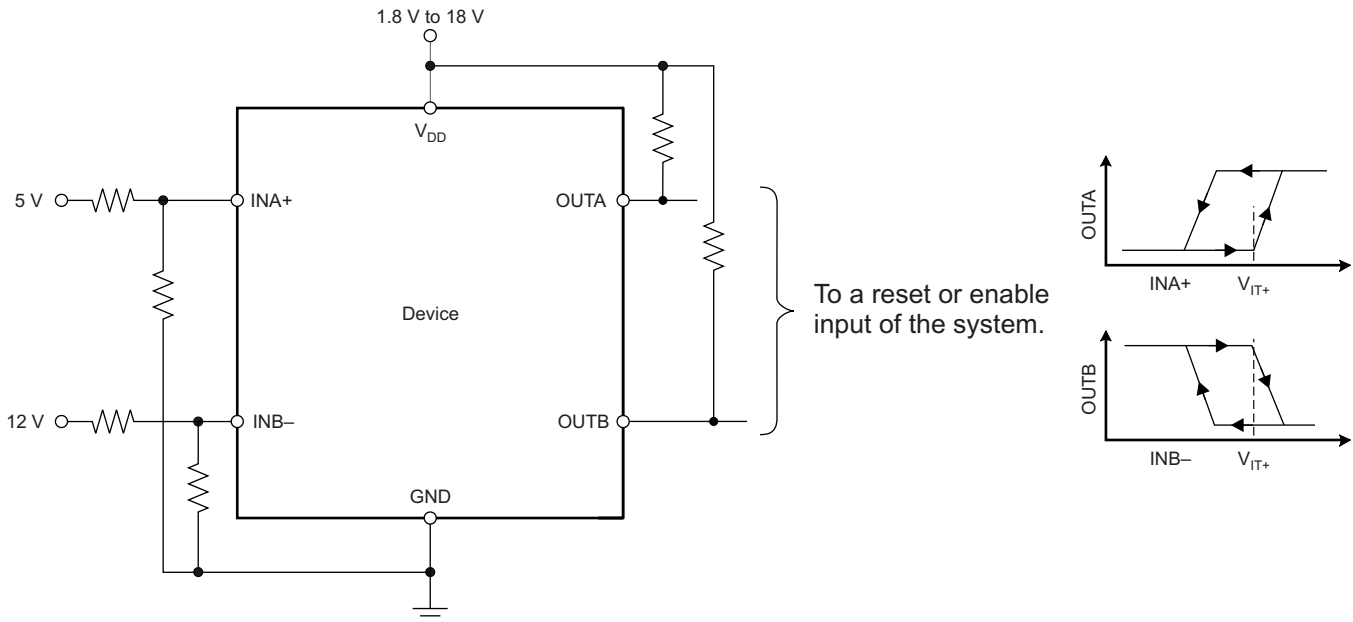 1.8 V to 18 V
V_DD
5 V
INA+
OUTA
Device
To a reset or enable
input of the system.
12 V
INB–
OUTB
GND
OUTA
INA+
V_IT+
OUTB
INB–
V_IT+